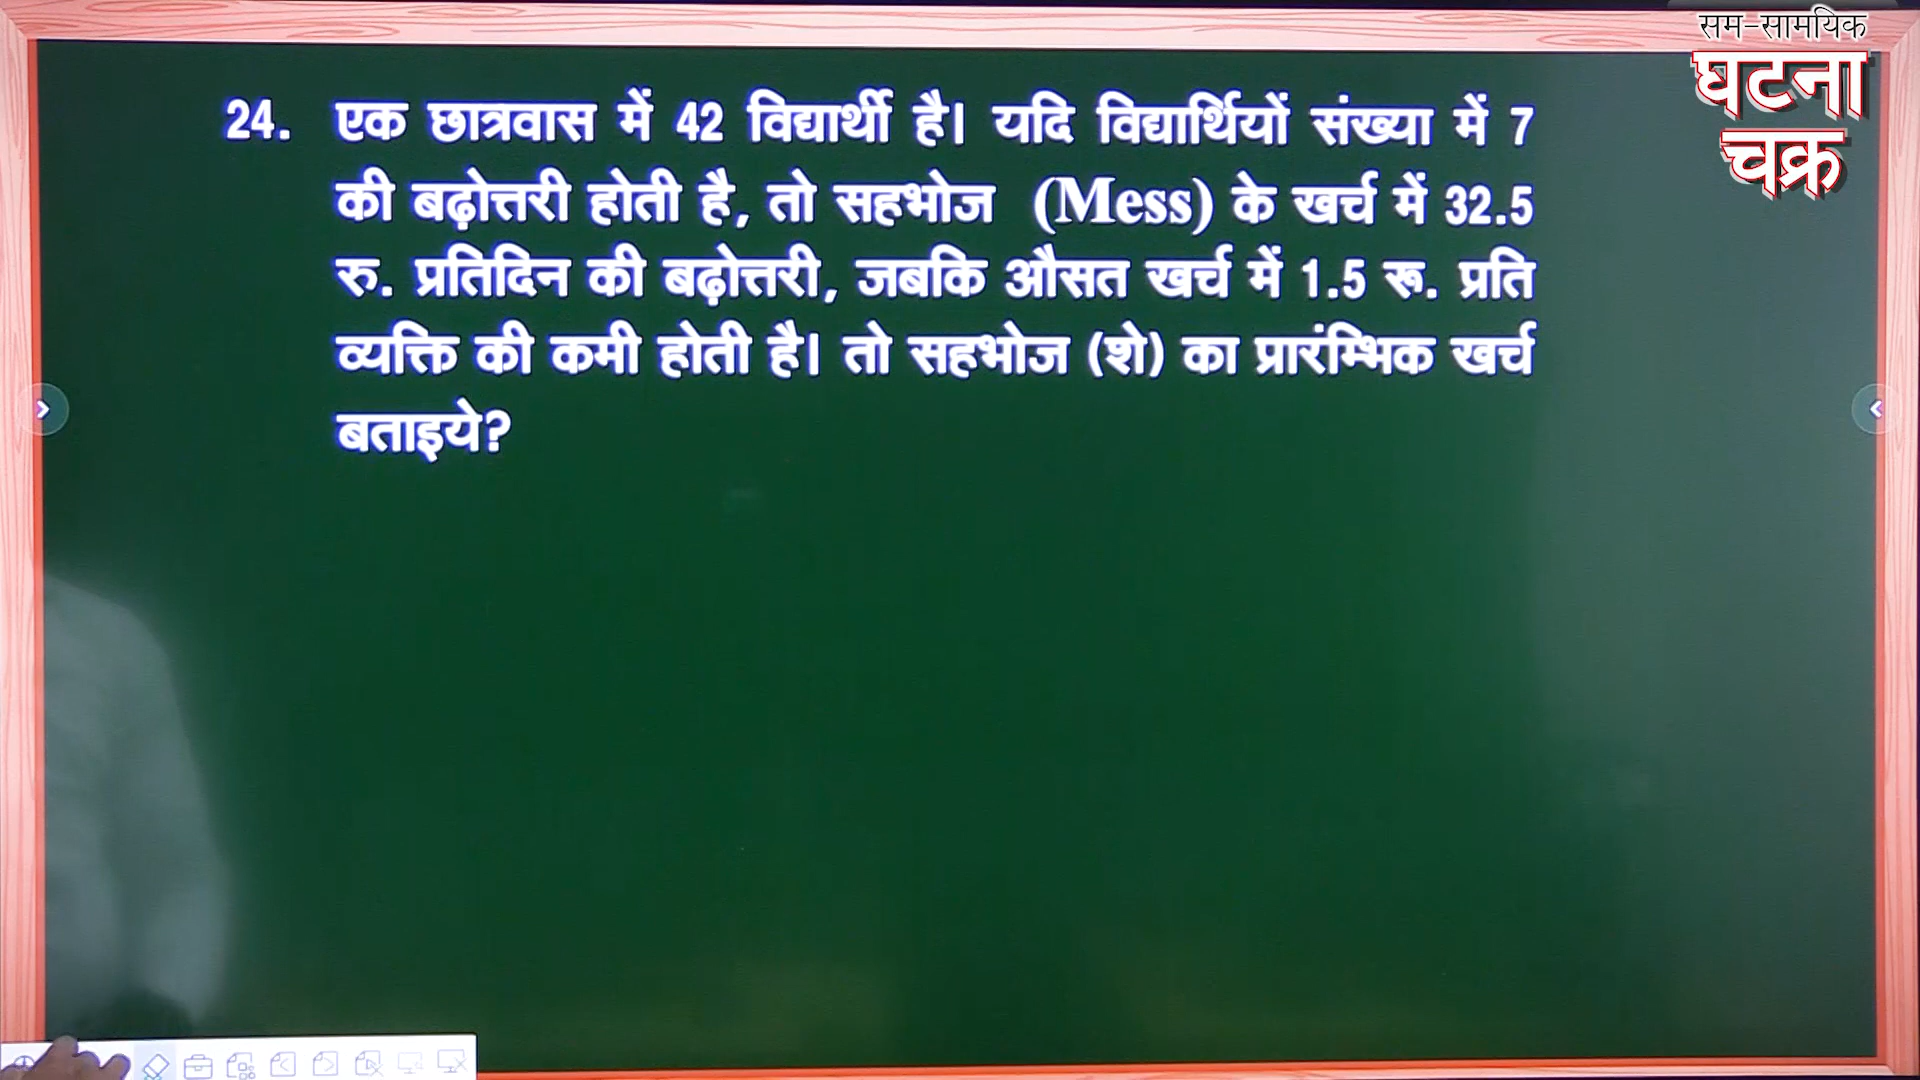 सम-सामयिक
घटना
चक्र
24. एक छात्रवास में 42 विद्यार्थी है। यदि विद्यार्थियों संख्या में 7
की बढ़ोत्तरी होती है, तो सहभोज (Mess) के खर्च में 32.5
रु. प्रतिदिन की बढ़ोत्तरी, जबकि औसत खर्च में 1.5 रू. प्रति
व्यक्ति की कमी होती है। तो सहभोज (शे) का प्रारंम्भिक खर्च
बताइये?